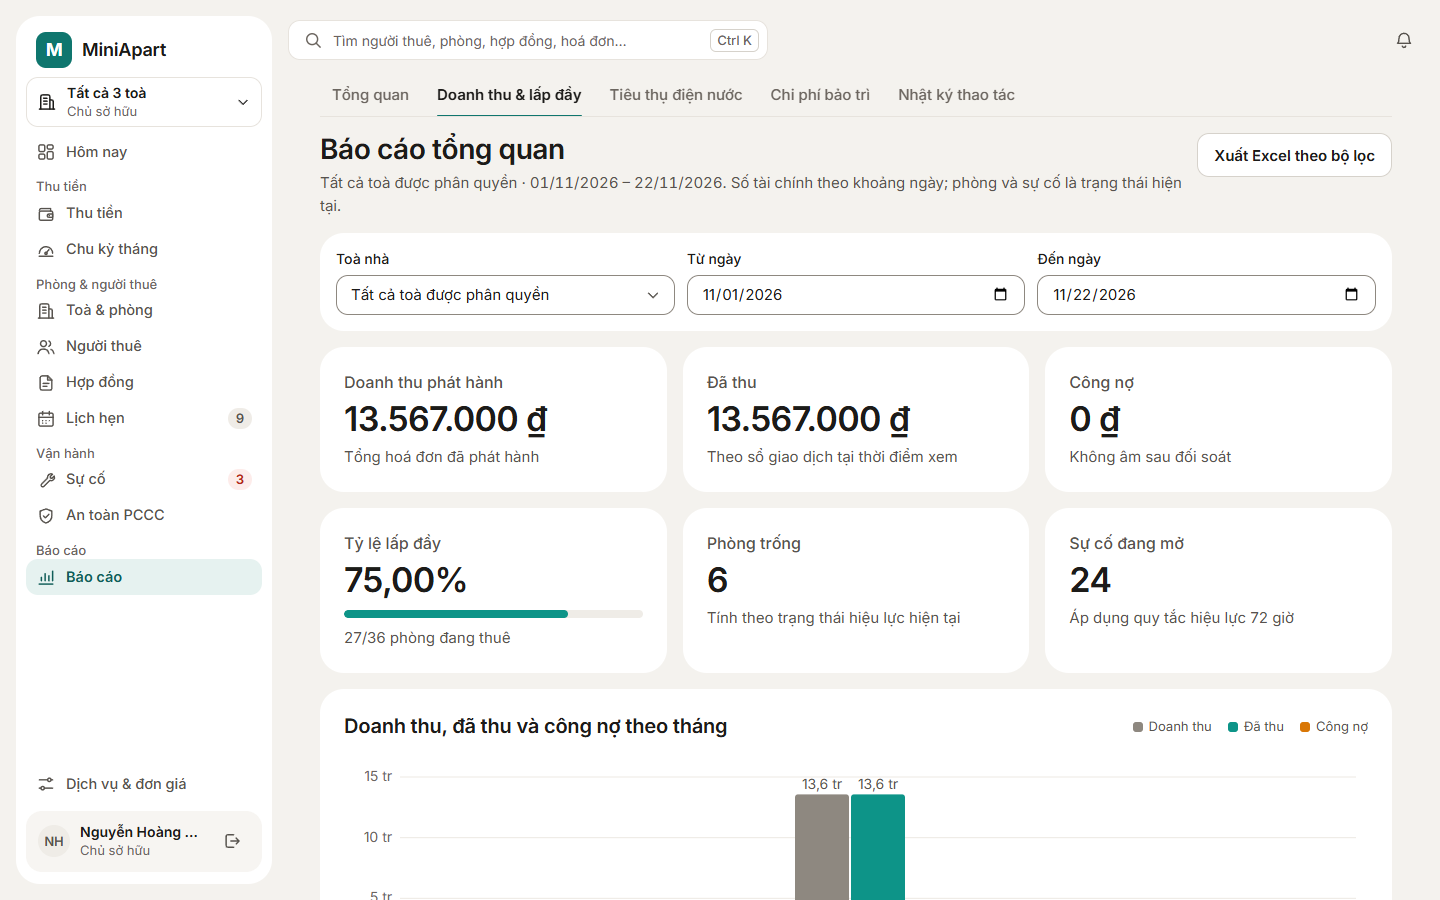 M MiniApart
Tất cả 3 toà
Chủ sở hữu
Hôm nay
Thu tiền
Thu tiền
Chu kỳ tháng
Phòng & người thuê
Toà & phòng
Người thuê
Hợp đồng
Lịch hẹn 9
Vận hành
Sự cố 3
An toàn PCCC
Báo cáo
Báo cáo
Dịch vụ & đơn giá
NH
Nguyễn Hoàng ...
Chủ sở hữu
Tìm người thuê, phòng, hợp đồng, hoá đơn... Ctrl K
Tổng quan Doanh thu & lấp đầy Tiêu thụ điện nước Chi phí bảo trì Nhật ký thao tác
Báo cáo tổng quan
Tất cả toà được phân quyền · 01/11/2026 – 22/11/2026. Số tài chính theo khoảng ngày; phòng và sự cố là trạng thái hiện
tại.
Xuất Excel theo bộ lọc
Toà nhà Từ ngày Đến ngày
Tất cả toà được phân quyền 11/01/2026 11/22/2026
Doanh thu phát hành
13.567.000 ₫
Tổng hoá đơn đã phát hành
Đã thu
13.567.000 ₫
Theo sổ giao dịch tại thời điểm xem
Công nợ
0 ₫
Không âm sau đối soát
Tỷ lệ lấp đầy
75,00%
27/36 phòng đang thuê
Phòng trống
6
Tính theo trạng thái hiệu lực hiện tại
Sự cố đang mở
24
Áp dụng quy tắc hiệu lực 72 giờ
Doanh thu, đã thu và công nợ theo tháng
Doanh thu Đã thu Công nợ
15 tr
13,6 tr 13,6 tr
10 tr
5 tr